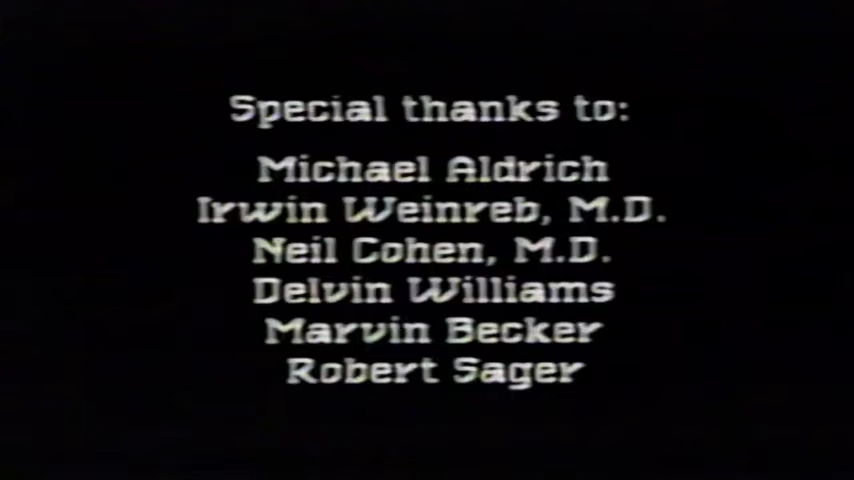 Special thanks to:
Michael Aldrich
Irwin Weinreb, M.D.
Neil Cohen, M.D.
Delvin Williams
Marvin Becker
Robert Sager